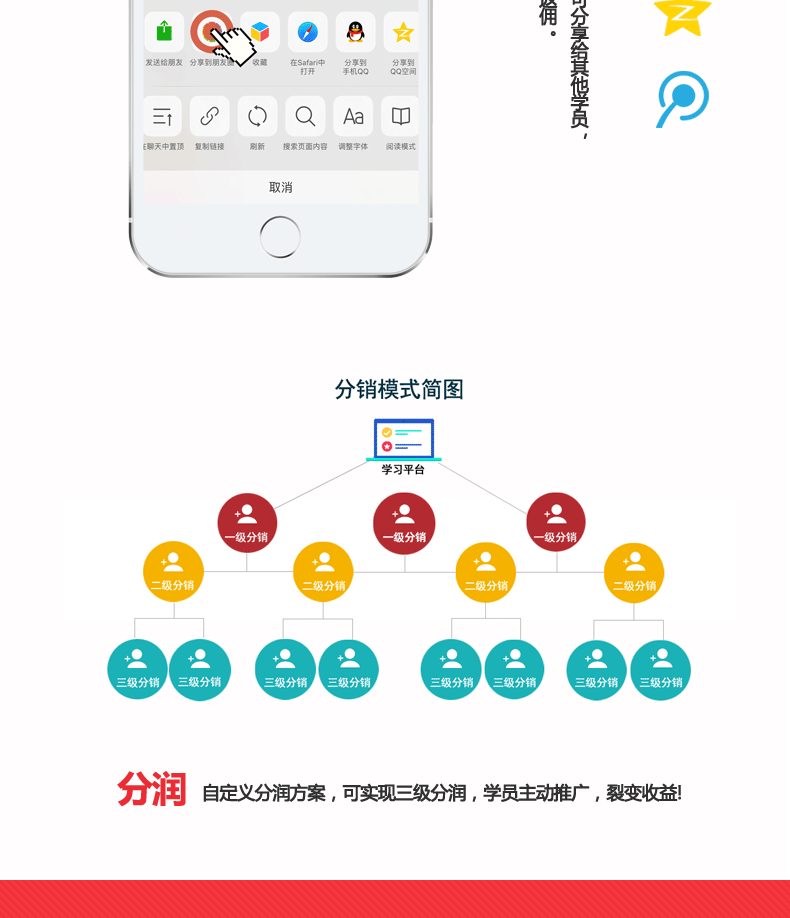 发送给朋友 分享到朋友圈 收藏 在Safari中打开 分享到手机QQ 分享到QQ空间
在聊天中置顶 复制链接 刷新 搜索页面内容 调整字体 阅读模式
取消
可分享给其他学员，
返佣。
分销模式简图
学习平台
一级分销 一级分销 一级分销
二级分销 二级分销 二级分销 二级分销
三级分销 三级分销 三级分销 三级分销 三级分销 三级分销 三级分销 三级分销
分润 自定义分润方案，可实现三级分润，学员主动推广，裂变收益!